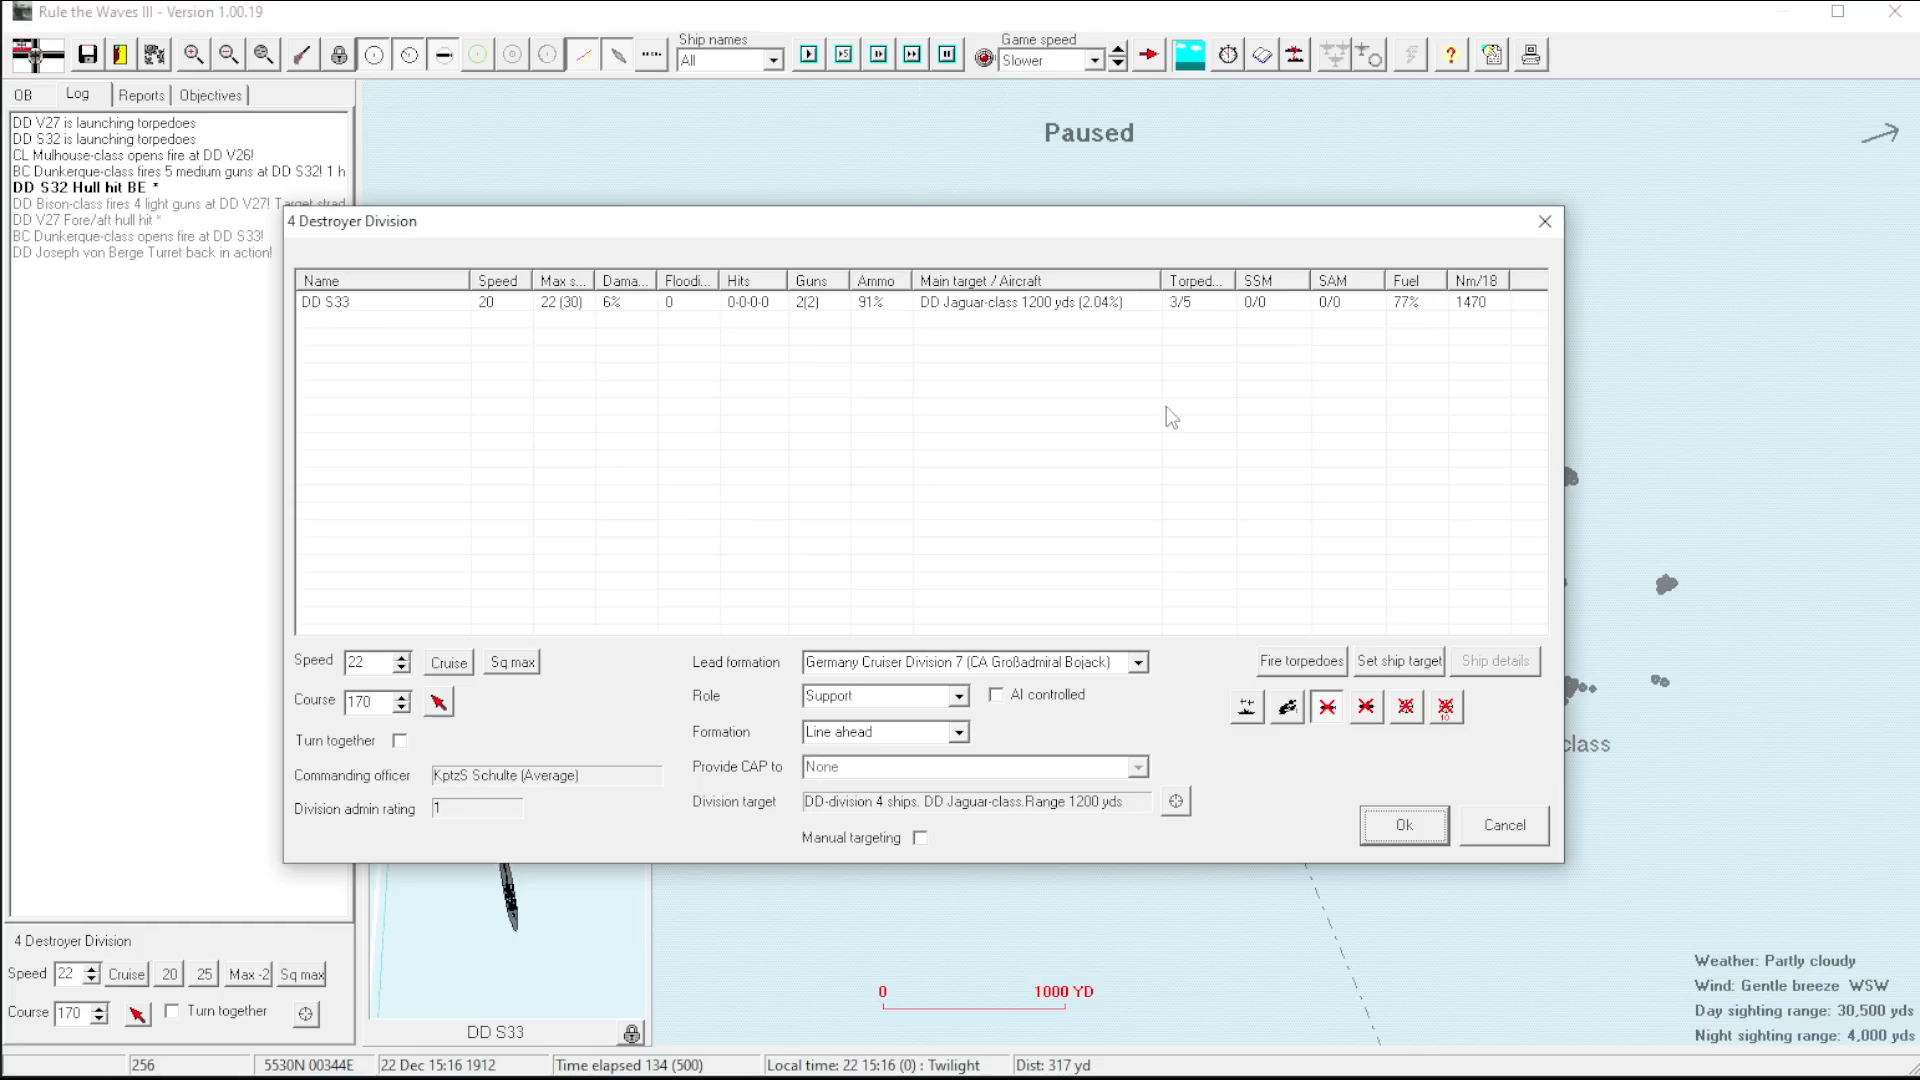 Rule the Waves III - Version 1.00.19
Ship names
All
Game speed
Slower
OB
Log
Reports
Objectives
DD V27 is launching torpedoes
DD S32 is launching torpedoes
CL Mulhouse-class opens fire at DD V26!
BC Dunkerque-class fires 5 medium guns at DD S32! 1 h
DD S32 Hull hit BE *
DD Bison-class fires 4 light guns at DD V27! Target strad
DD V27 Fore/aft hull hit *
BC Dunkerque-class opens fire at DD S33!
DD Joseph von Berge Turret back in action!
Paused
4 Destroyer Division
Name Speed Max s... Dama... Floodi... Hits Guns Ammo Main target / Aircraft Torped... SSM SAM Fuel Nm/18
DD S33 20 22 (30) 6% 0 0-0-0-0 2(2) 91% DD Jaguar-class 1200 yds (2.04%) 3/5 0/0 0/0 77% 1470
Speed 22 Cruise Sq max
Course 170
Turn together
Commanding officer KptzS Schulte (Average)
Division admin rating 1
Lead formation Germany Cruiser Division 7 (CA Großadmiral Bojack)
Role Support AI controlled
Formation Line ahead
Provide CAP to None
Division target DD-division 4 ships. DD Jaguar-class.Range 1200 yds
Manual targeting
Fire torpedoes Set ship target Ship details
10
Ok Cancel
class
4 Destroyer Division
Speed 22 Cruise 20 25 Max -2 Sq max
Course 170 Turn together
DD S33
0 1000 YD
Weather: Partly cloudy
Wind: Gentle breeze WSW
Day sighting range: 30,500 yds
Night sighting range: 4,000 yds
256 5530N 00344E 22 Dec 15:16 1912 Time elapsed 134 (500) Local time: 22 15:16 (0) : Twilight Dist: 317 yd